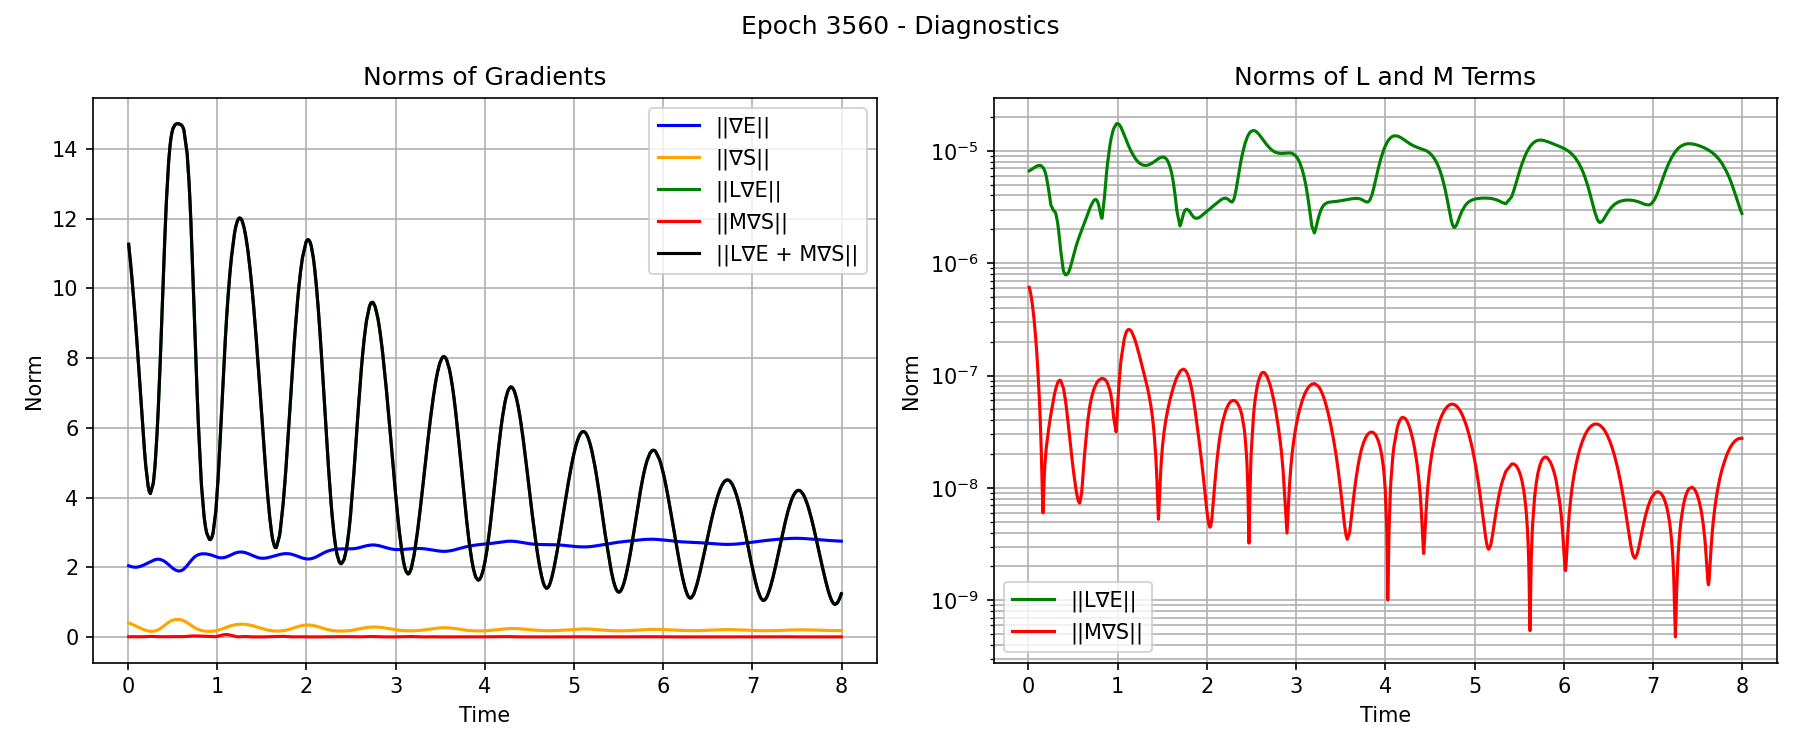 Epoch 3560 - Diagnostics
Norms of Gradients
Norm
14
12
10
8
6
4
2
0
||∇E||
||∇S||
||L∇E||
||M∇S||
||L∇E + M∇S||
0 1 2 3 4 5 6 7 8
Time
Norms of L and M Terms
Norm
10⁻⁵
10⁻⁶
10⁻⁷
10⁻⁸
10⁻⁹
||L∇E||
||M∇S||
0 1 2 3 4 5 6 7 8
Time